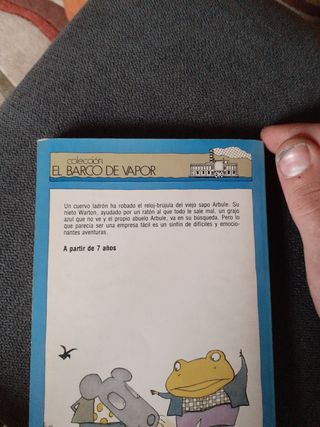 colección
EL BARCO DE VAPOR
Un cuervo ladrón ha robado el reloj-brújula del viejo sapo Arbule. Su
nieto Warton, ayudado por un ratón al que todo le sale mal, un grajo
azul que no ve y el propio abuelo Arbule, va en su búsqueda. Pero lo
que parecía ser una empresa fácil es un sinfín de difíciles y emocio-
nantes aventuras.
A partir de 7 años